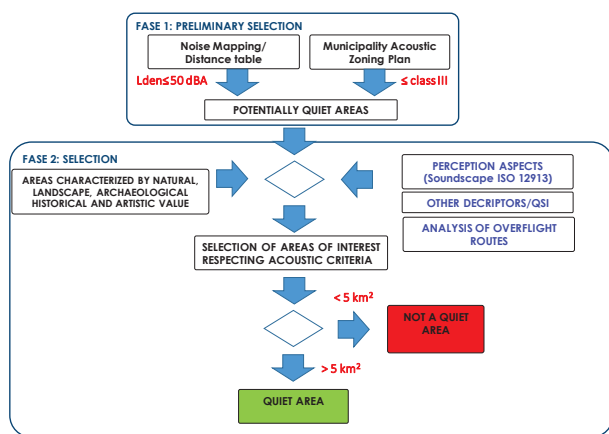 FASE 1: PRELIMINARY SELECTION
Noise Mapping/
Distance table
Municipality Acoustic
Zoning Plan
Lden≤50 dBA
≤ class III
POTENTIALLY QUIET AREAS
FASE 2: SELECTION
AREAS CHARACTERIZED BY NATURAL,
LANDSCAPE, ARCHAEOLOGICAL
HISTORICAL AND ARTISTIC VALUE
PERCEPTION ASPECTS
(Soundscape ISO 12913)
OTHER DECRIPTORS/QSI
ANALYSIS OF OVERFLIGHT
ROUTES
SELECTION OF AREAS OF INTEREST
RESPECTING ACOUSTIC CRITERIA
< 5 km²
NOT A QUIET
AREA
> 5 km²
QUIET AREA